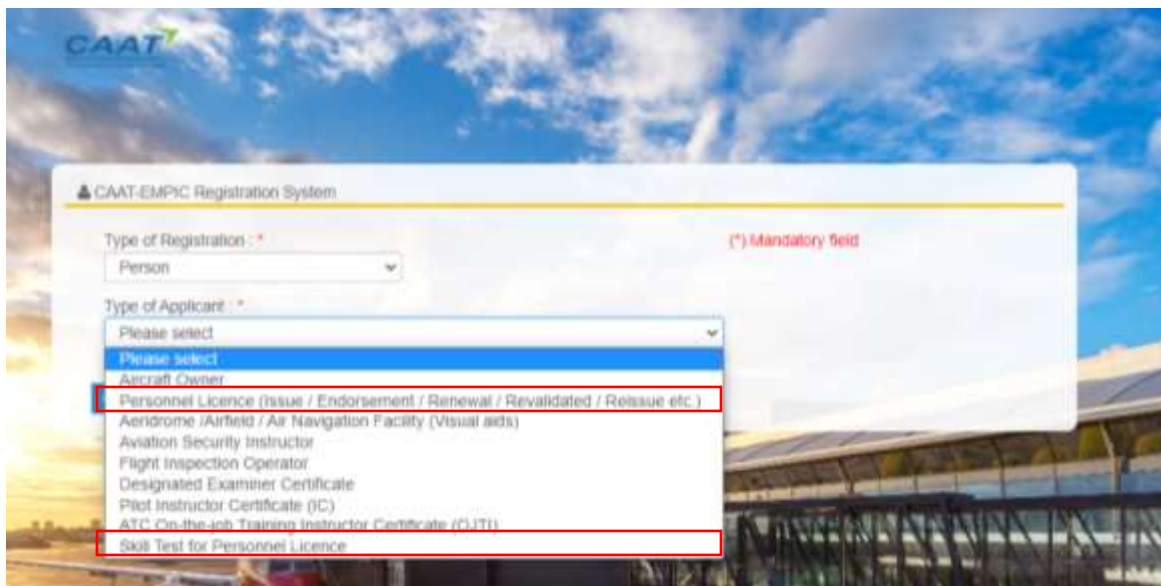 CAAT
CAAT-EMPIC Registration System
Type of Registration : *
(*) Mandatory field
Person
Type of Applicant : *
Please select
Please select
Aircraft Owner
Personnel Licence (Issue / Endorsement / Renewal / Revalidated / Reissue etc.)
Aeridrome /Airfield / Air Navigation Facility (Visual aids)
Aviation Security Instructor
Flight Inspection Operator
Designated Examiner Certificate
Pilot Instructor Certificate (IC)
ATC On-the-job Training Instructor Certificate (OJTI)
Skill Test for Personnel Licence